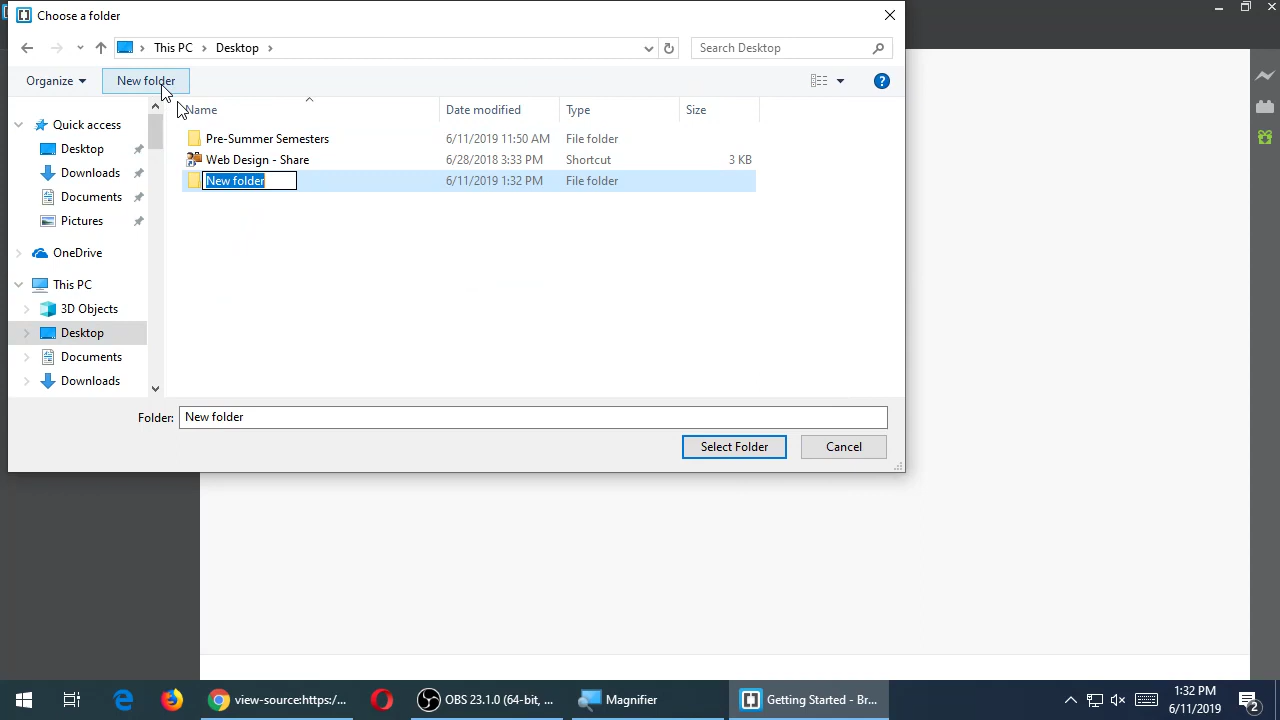 Choose a folder
This PC
Desktop
Search Desktop
Organize
New folder
Name
Date modified
Type
Size
Pre-Summer Semesters
6/11/2019 11:50 AM
File folder
Web Design - Share
6/28/2018 3:33 PM
Shortcut
3 KB
New folder
6/11/2019 1:32 PM
File folder
Quick access
Desktop
Downloads
Documents
Pictures
OneDrive
This PC
3D Objects
Desktop
Documents
Downloads
Folder:
New folder
Select Folder
Cancel
view-source:https:/...
OBS 23.1.0 (64-bit, ...
Magnifier
Getting Started - Br...
1:32 PM
6/11/2019
2